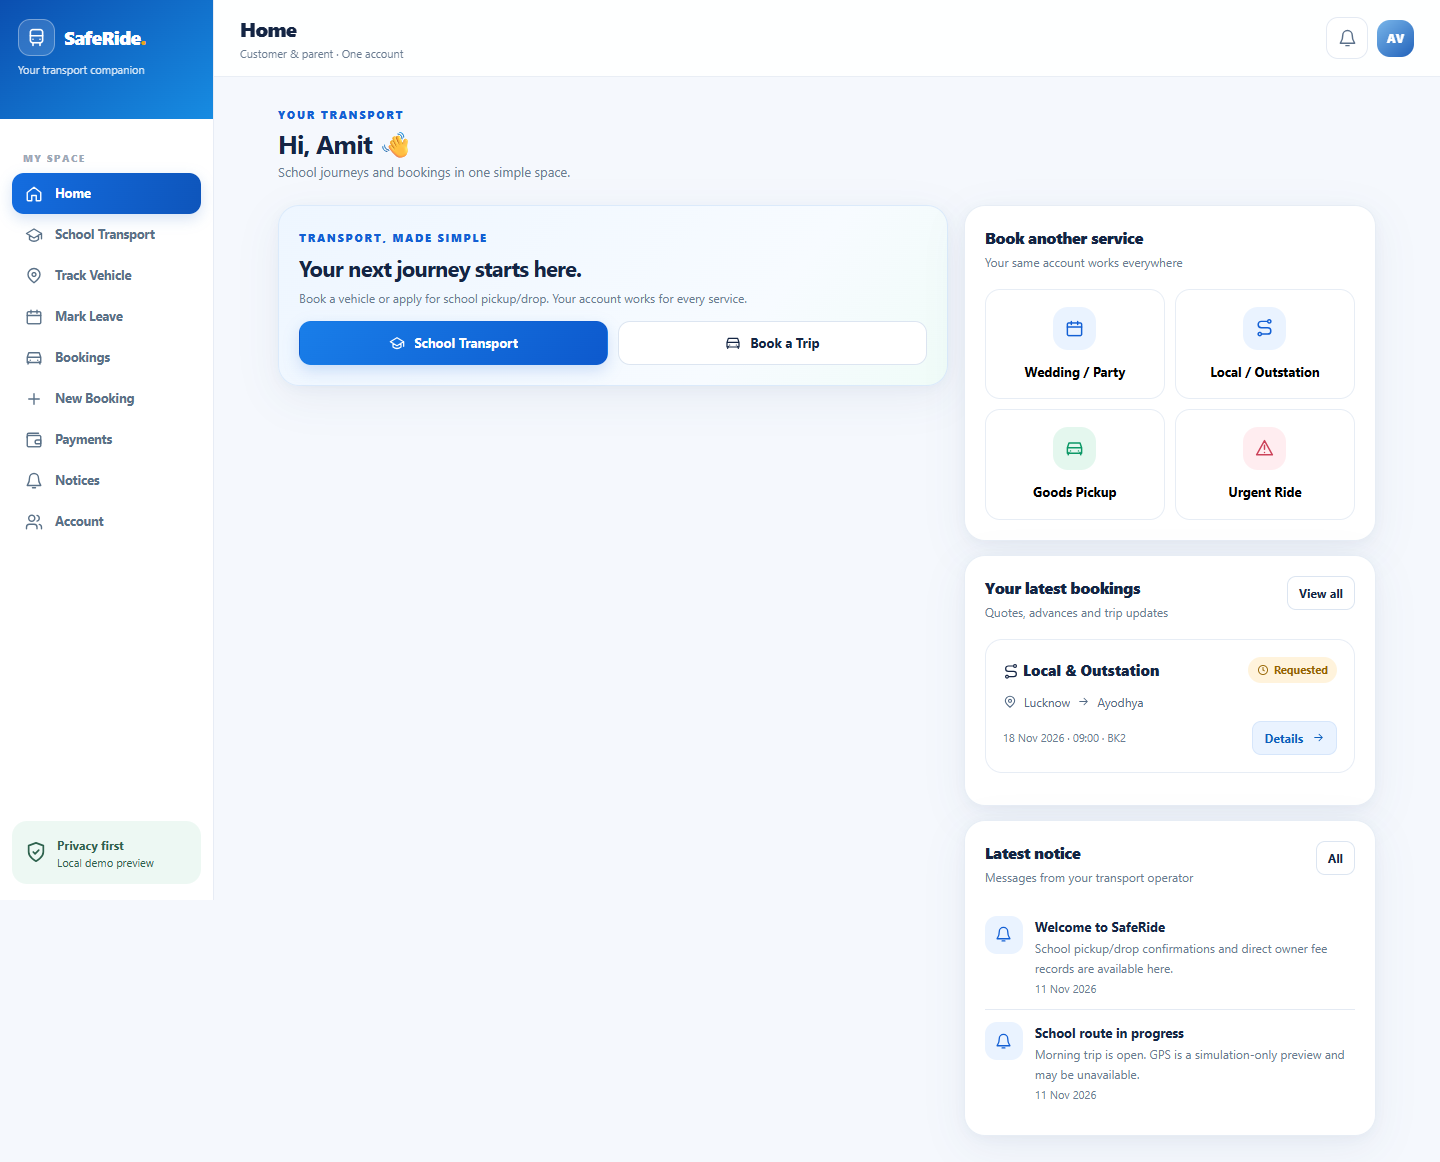 SafeRide.
Your transport companion
MY SPACE
Home
School Transport
Track Vehicle
Mark Leave
Bookings
New Booking
Payments
Notices
Account
Privacy first
Local demo preview
Home
Customer & parent · One account
AV
YOUR TRANSPORT
Hi, Amit 👋
School journeys and bookings in one simple space.
TRANSPORT, MADE SIMPLE
Your next journey starts here.
Book a vehicle or apply for school pickup/drop. Your account works for every service.
School Transport
Book a Trip
Book another service
Your same account works everywhere
Wedding / Party
Local / Outstation
Goods Pickup
Urgent Ride
Your latest bookings
View all
Quotes, advances and trip updates
Local & Outstation
Requested
Lucknow → Ayodhya
18 Nov 2026 · 09:00 · BK2
Details →
Latest notice
All
Messages from your transport operator
Welcome to SafeRide
School pickup/drop confirmations and direct owner fee
records are available here.
11 Nov 2026
School route in progress
Morning trip is open. GPS is a simulation-only preview and
may be unavailable.
11 Nov 2026